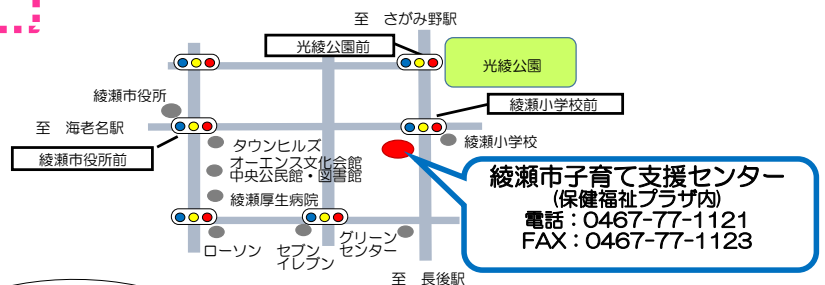 至 さがみ野駅
光綾公園前
光綾公園
綾瀬市役所
綾瀬小学校前
至 海老名駅
タウンヒルズ
綾瀬小学校
綾瀬市役所前
オーエンス文化会館
中央公民館・図書館
綾瀬厚生病院
綾瀬市子育て支援センター
(保健福祉プラザ内)
電話：0467-77-1121
FAX：0467-77-1123
ローソン
セブン
イレブン
グリーン
センター
至 長後駅